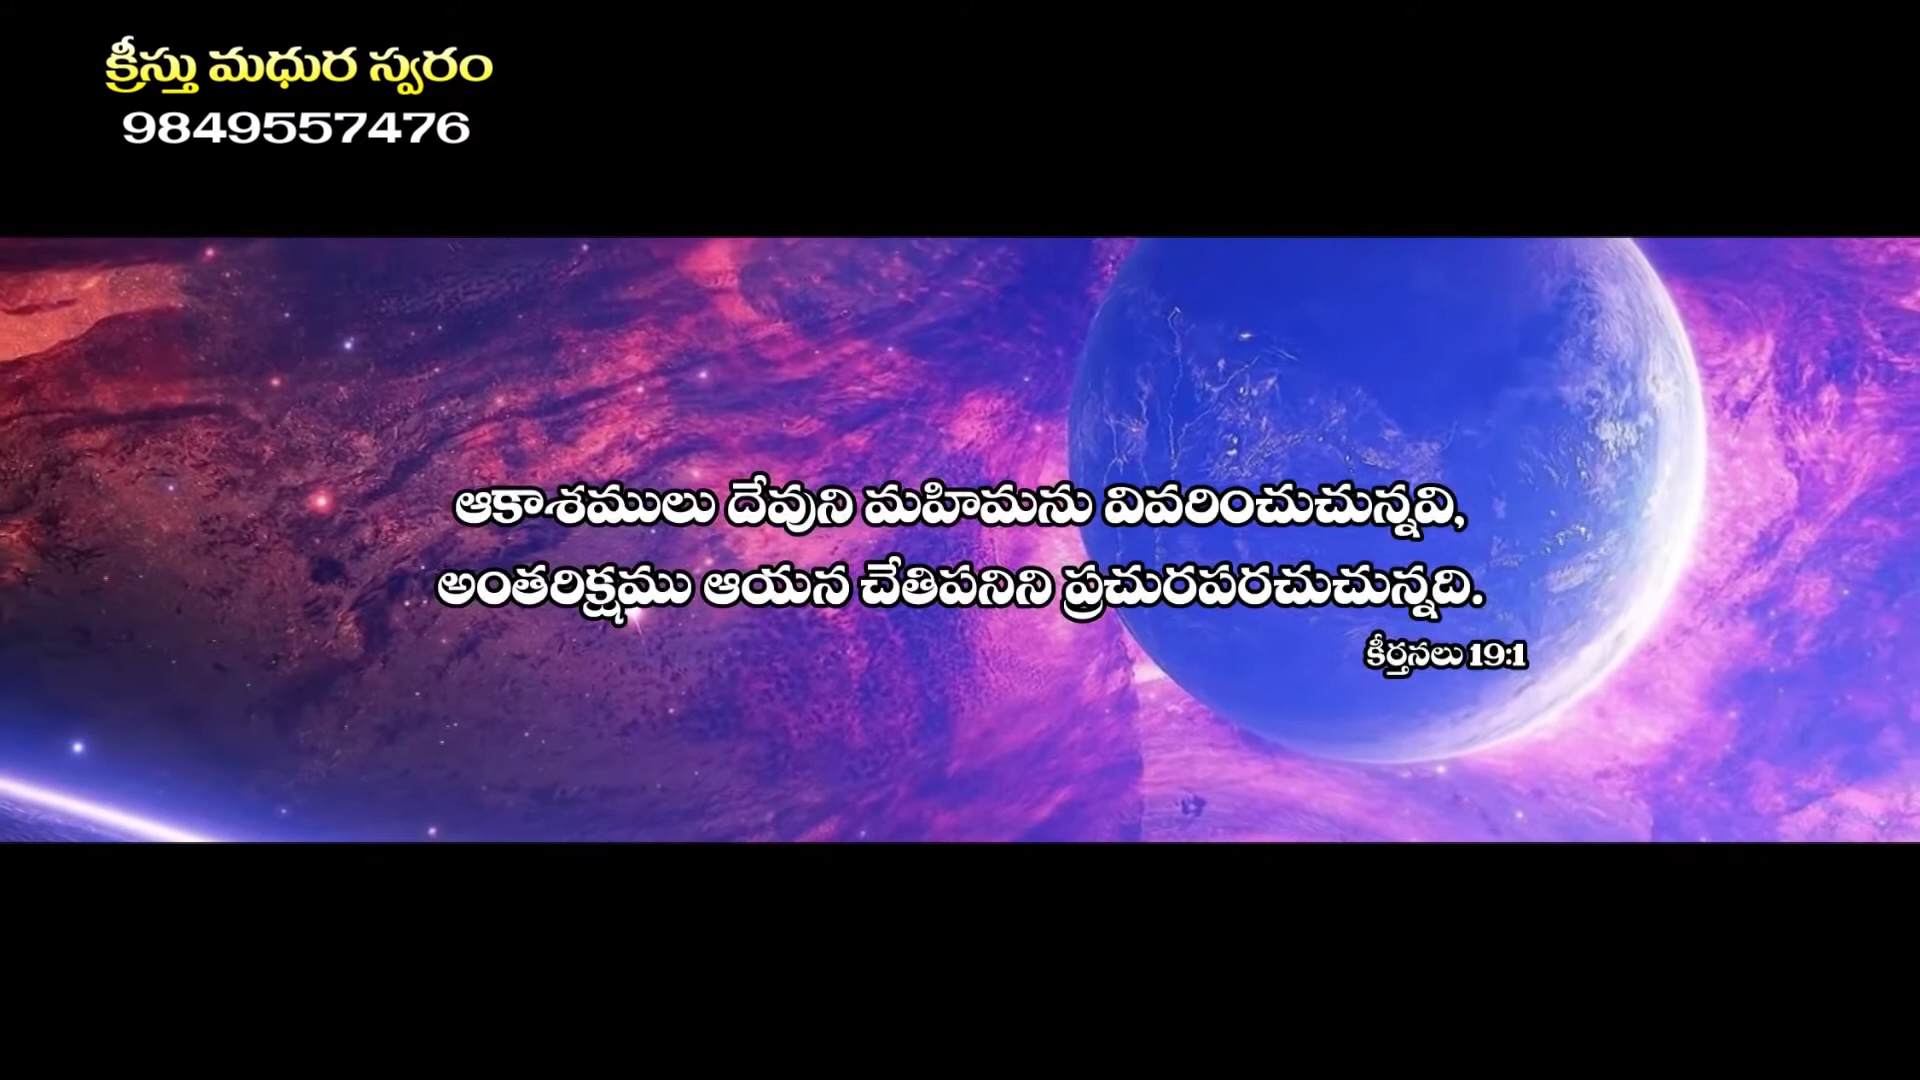 క్రీస్తు మధుర స్వరం
9849557476
ఆకాశములు దేవుని మహిమను వివరించుచున్నవి,
అంతరిక్షము ఆయన చేతిపనిని ప్రచురపరచుచున్నది.
కీర్తనలు 19:1